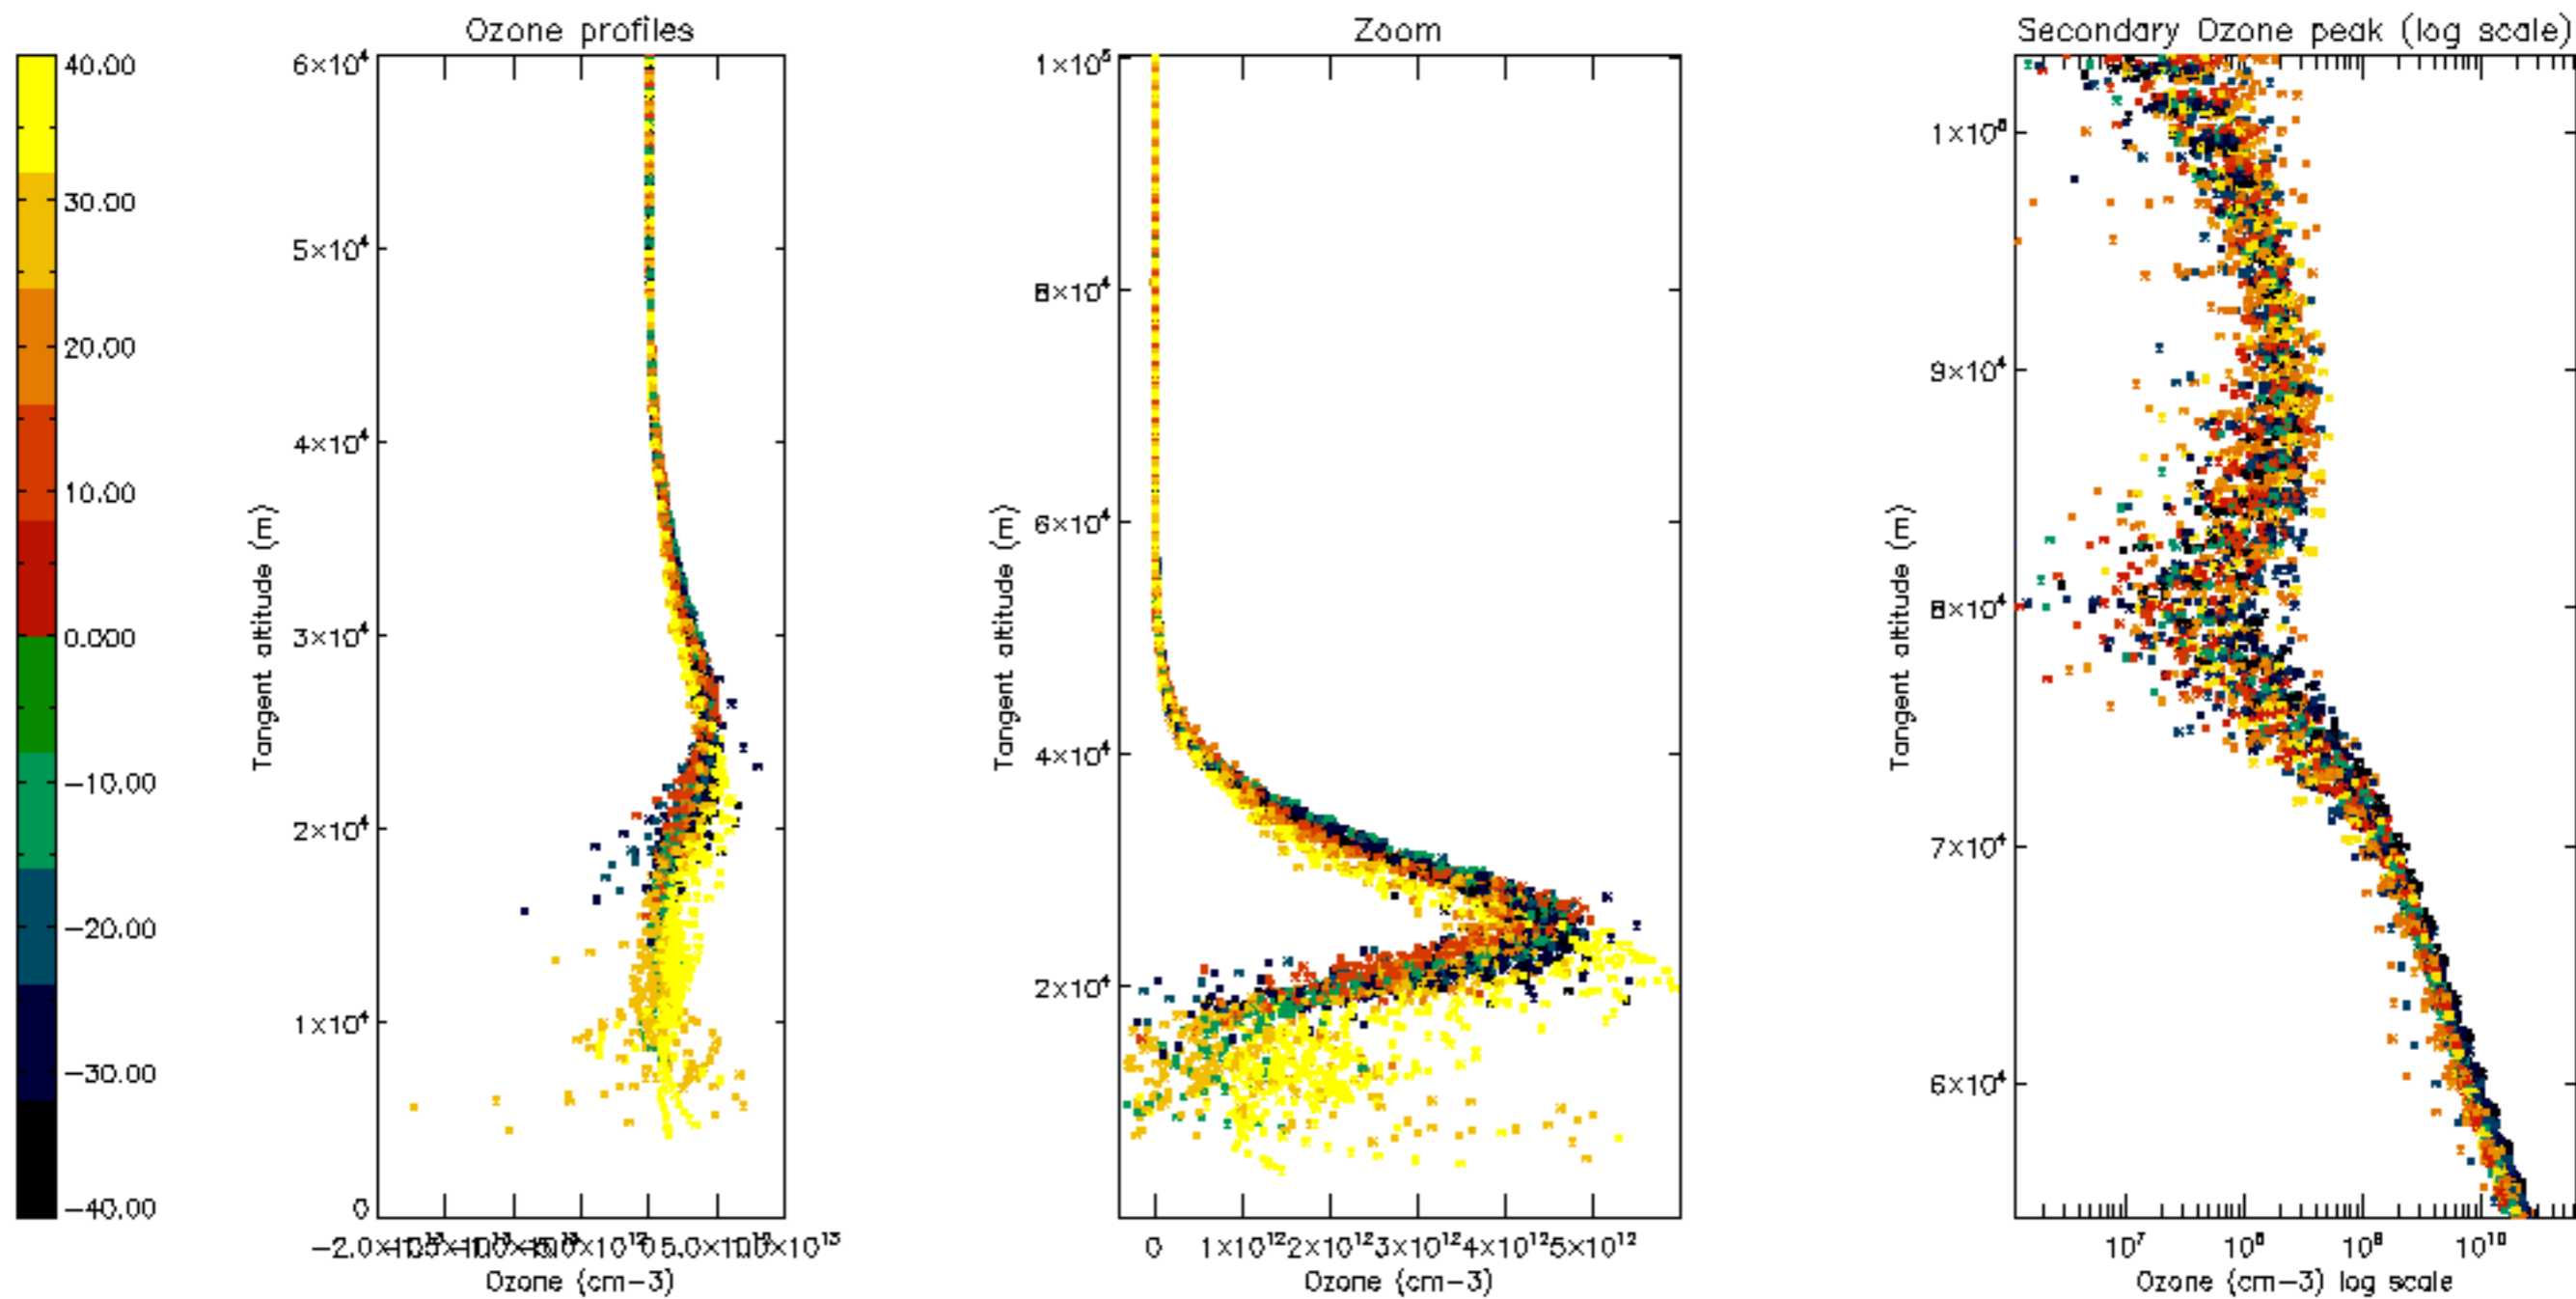 Ozone profiles
Zoom
Secondary Ozone peak (log scale)
40.00
30.00
20.00
10.00
−10.00
−20.00
−30.00
−40.00
6×10⁴
5×10⁴
4×10⁴
3×10⁴
2×10⁴
1×10⁴
0
Tangent altitude (m)
Ozone (cm−3)
1×10⁵
8×10⁴
6×10⁴
4×10⁴
2×10⁴
Tangent altitude (m)
0 1×10¹² 2×10¹² 3×10¹² 4×10¹² 5×10¹²
Ozone (cm−3)
9×10⁴
8×10⁴
7×10⁴
6×10⁴
Tangent altitude (m)
10⁷ 10⁸ 10⁹ 10¹⁰
Ozone (cm−3) log scale